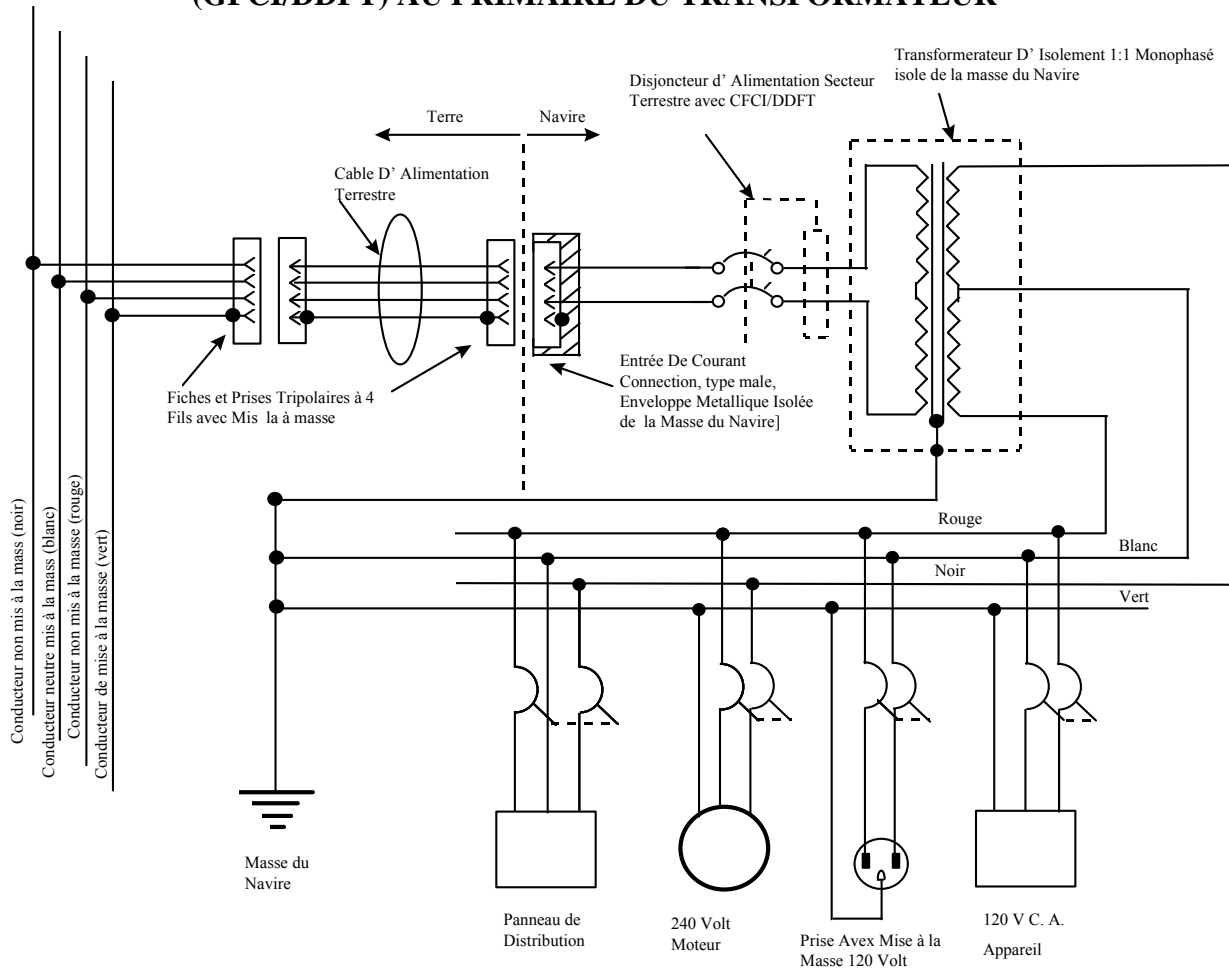 (GFCI/DDFT) AU PRIMAIRE DU TRANSFORMATEUR
Transformerateur D' Isolement 1:1 Monophasé
isole de la masse du Navire
Disjoncteur d' Alimentation Secteur
Terrestre avec CFCI/DDFT
Terre
Navire
Cable D' Alimentation
Terrestre
Fiches et Prises Tripolaires à 4
Fils avec Mis la à masse
Entrée De Courant
Connection, type male,
Enveloppe Metallique Isolée
de la Masse du Navire]
Conducteur non mis à la mass (noir)
Conducteur neutre mis à la mass (blanc)
Conducteur non mis à la masse (rouge)
Conducteur de mise à la masse (vert)
Rouge
Blanc
Noir
Vert
Masse du
Navire
Panneau de
Distribution
240 Volt
Moteur
Prise Avex Mise à la
Masse 120 Volt
120 V C. A.
Appareil